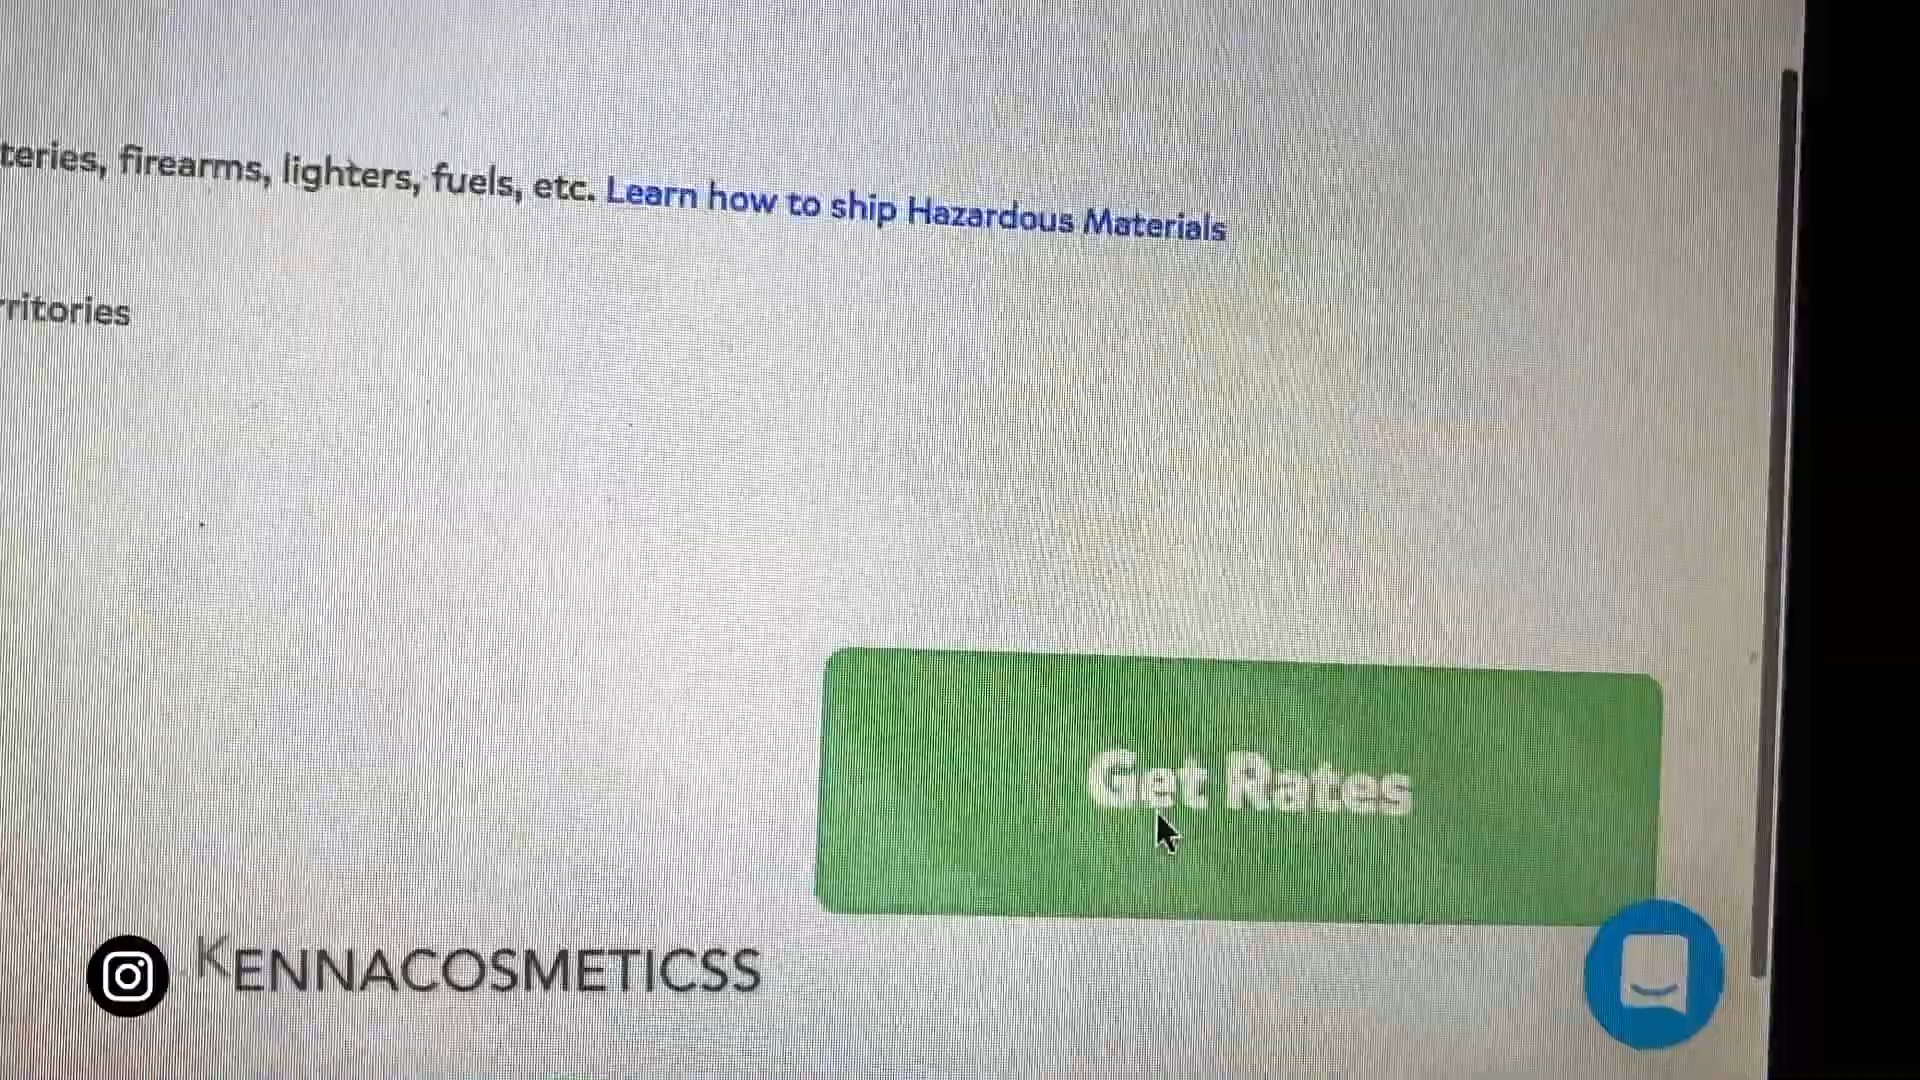 teries, firearms, lighters, fuels, etc. Learn how to ship Hazardous Materials
rritories
Get Rates
KENNACOSMETICSS